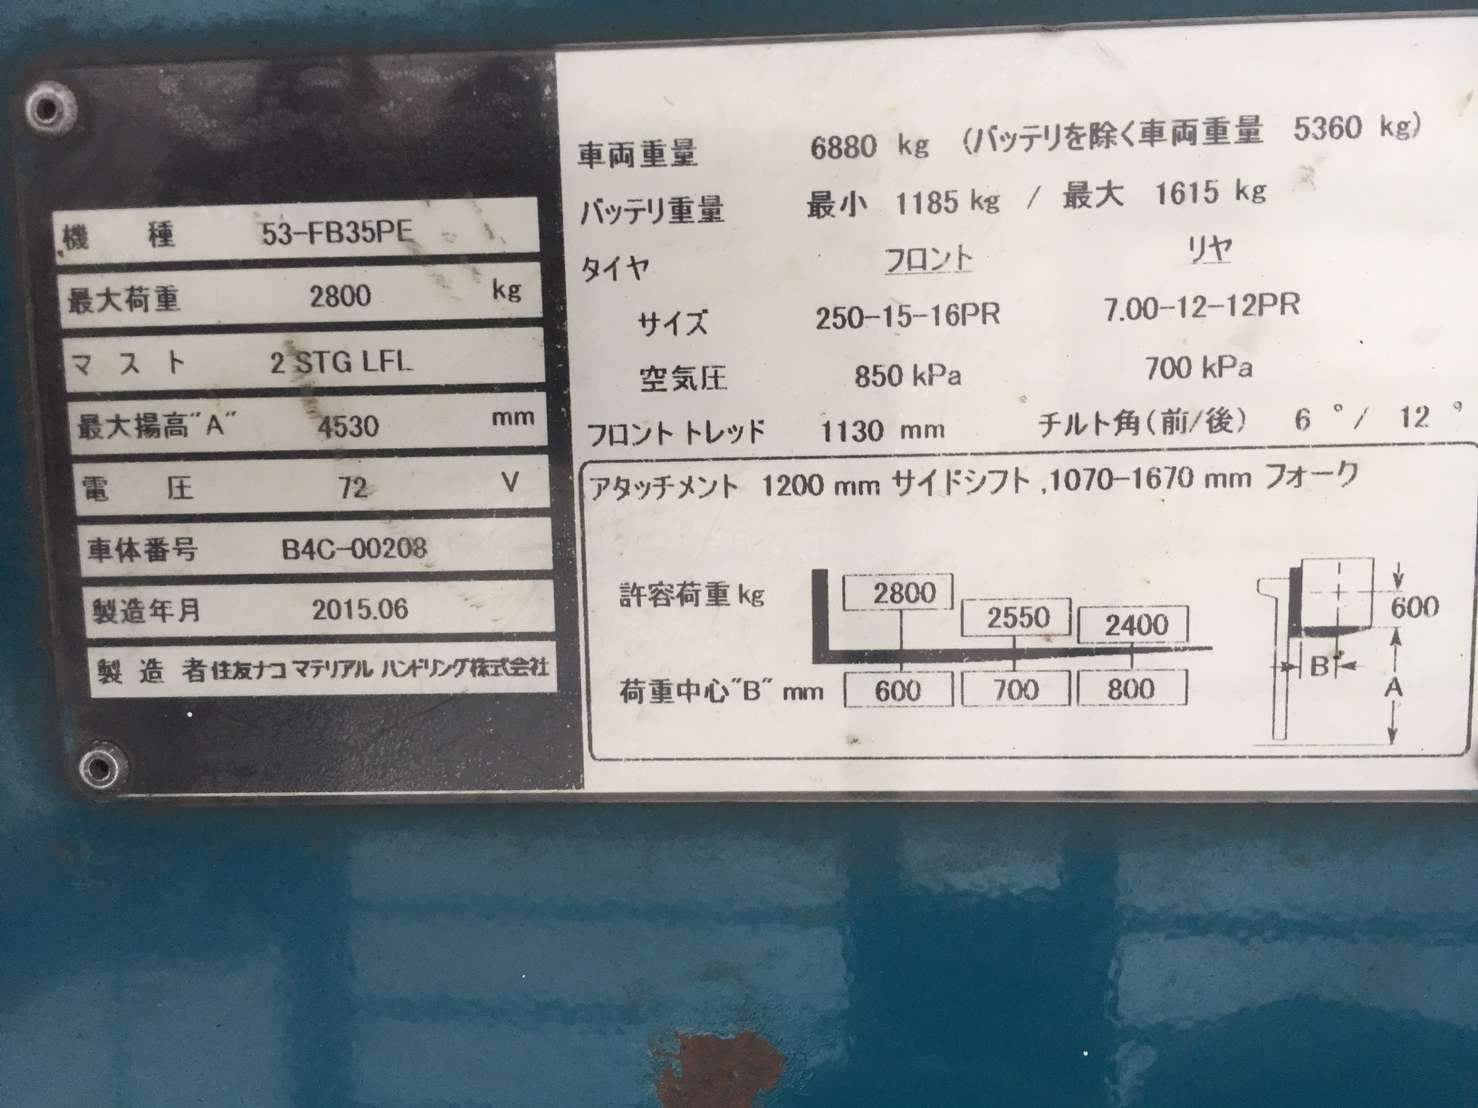 機 種 53-FB35PE
最大荷重 2800 kg
マスト 2 STG LFL
最大揚高"A" 4530 mm
電 圧 72 V
車体番号 B4C-00208
製造年月 2015.06
製造者 住友ナコ マテリアル ハンドリング株式会社
車両重量 6880 kg (バッテリを除く車両重量 5360 kg)
バッテリ重量 最小 1185 kg / 最大 1615 kg
タイヤ フロント リヤ
サイズ 250-15-16PR 7.00-12-12PR
空気圧 850 kPa 700 kPa
フロント トレッド 1130 mm チルト角(前/後) 6 ° / 12 °
アタッチメント 1200 mm サイドシフト ,1070-1670 mm フォーク
許容荷重 kg 2800 2550 2400
荷重中心"B" mm 600 700 800
600
B
A